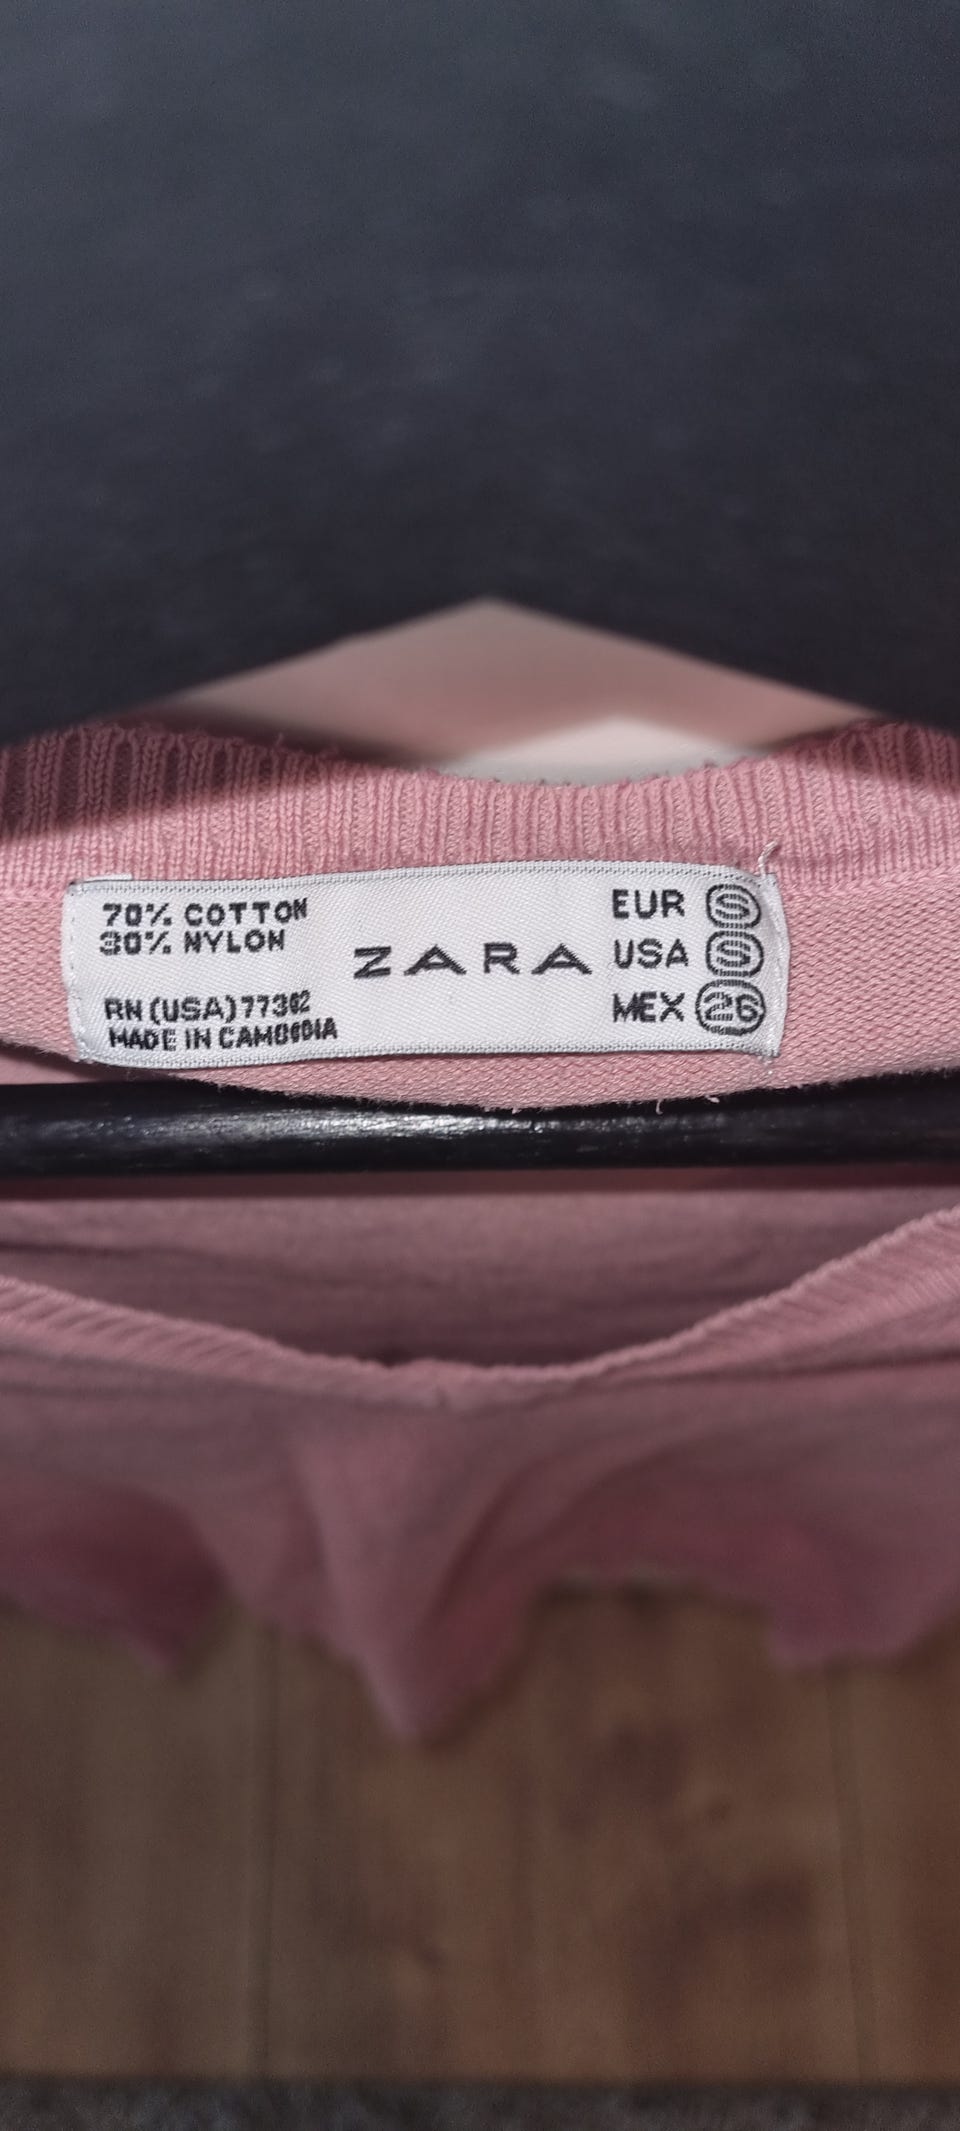 70% COTTON
30% NYLON
RN (USA) 77302
MADE IN CAMBODIA
ZARA
EUR S
USA S
MEX 26